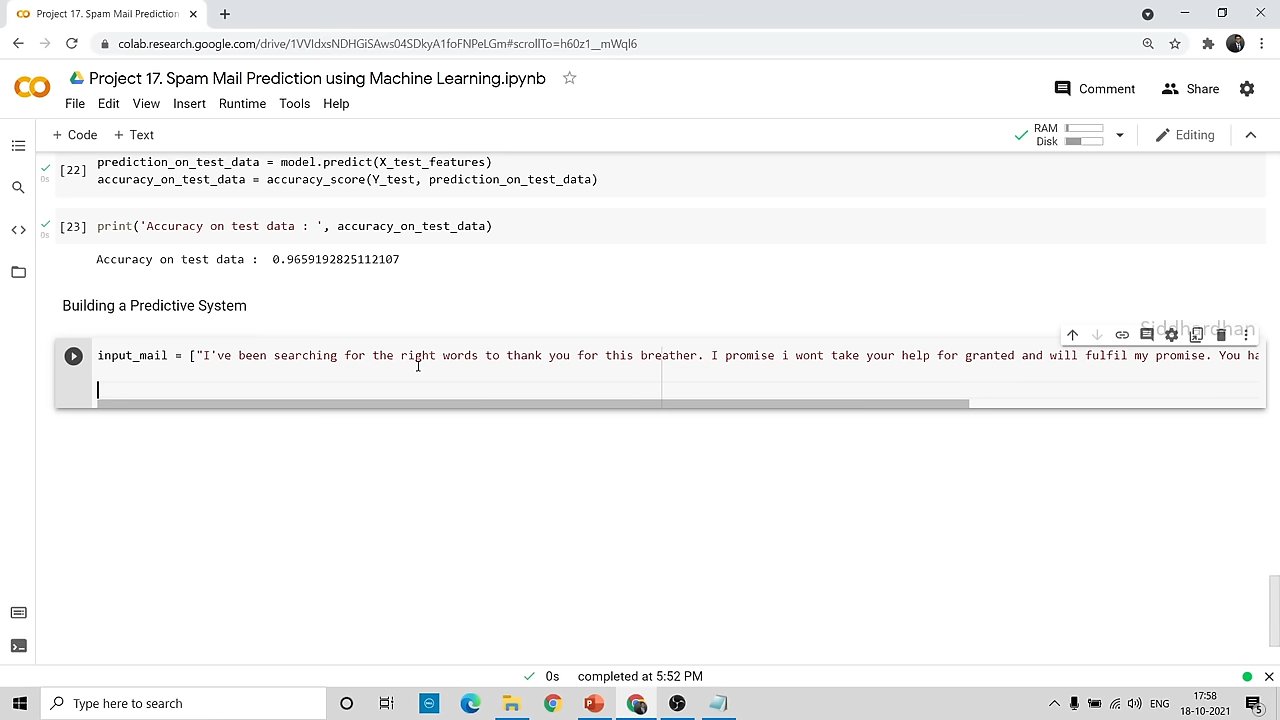 Project 17. Spam Mail Prediction
colab.research.google.com/drive/1VVIdxsNDHGiSAws04SDkyA1foFNPeLGm#scrollTo=h60z1__mWqI6
Project 17. Spam Mail Prediction using Machine Learning.ipynb
Comment
Share
File Edit View Insert Runtime Tools Help
+ Code + Text
RAM
Disk
Editing
[22]
0s
prediction_on_test_data = model.predict(X_test_features)
accuracy_on_test_data = accuracy_score(Y_test, prediction_on_test_data)
[23] print('Accuracy on test data : ', accuracy_on_test_data)
0s
Accuracy on test data :  0.9659192825112107
Building a Predictive System
Siddhardhan
input_mail = ["I've been searching for the right words to thank you for this breather. I promise i wont take your help for granted and will fulfil my promise. You ha
0s completed at 5:52 PM
Type here to search
ENG
17:58
18-10-2021
5